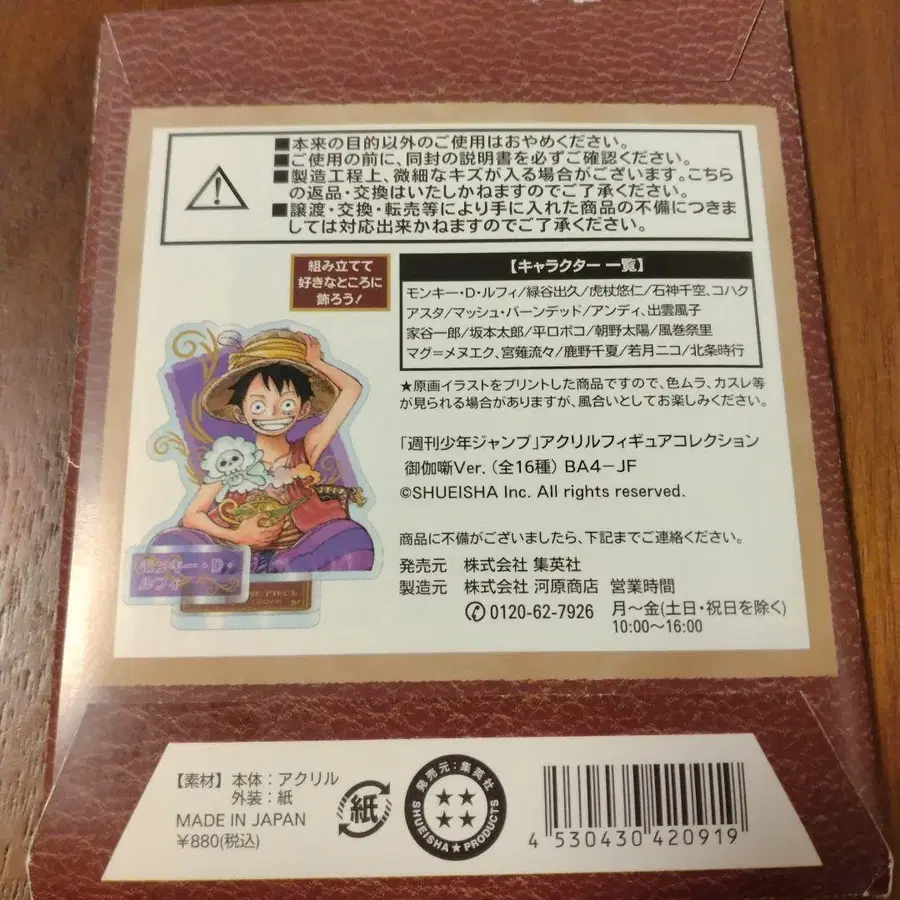 ■本来の目的以外のご使用はおやめください。
■ご使用の前に、同封の説明書を必ずご確認ください。
■製造工程上、微細なキズが入る場合がございます。こちら
の返品・交換はいたしかねますのでご了承ください。
■譲渡・交換・転売等により手に入れた商品の不備につきま
しては対応出来かねますのでご了承ください。
組み立てて
好きなところに
飾ろう!
【キャラクター 一覧】
モンキー・D・ルフィ/緑谷出久/虎杖悠仁/石神千空、コハク
アスタ/マッシュ・バーンデッド/アンディ、出雲風子
家谷一郎/坂本太郎/平ロボコ/朝野太陽/風巻祭里
マグ=メヌエク、宮薙流々/鹿野千夏/若月ニコ/北条時行
★原画イラストをプリントした商品ですので、色ムラ、カスレ等
が見られる場合がありますが、風合いとしてお楽しみください。
「週刊少年ジャンプ」アクリルフィギュアコレクション
御伽噺Ver. (全16種) BA4-JF
©SHUEISHA Inc. All rights reserved.
モンキー・D・
ルフィ
ONE PIECE
商品に不備がございましたら、下記までご連絡ください。
発売元 株式会社 集英社
製造元 株式会社 河原商店 営業時間
0120-62-7926 月~金(土日・祝日を除く)
10:00~16:00
【素材】本体:アクリル
外装:紙
MADE IN JAPAN
¥880(税込)
紙
発売元:集英社
SHUEISHA★PRODUCTS
4 530430 420919